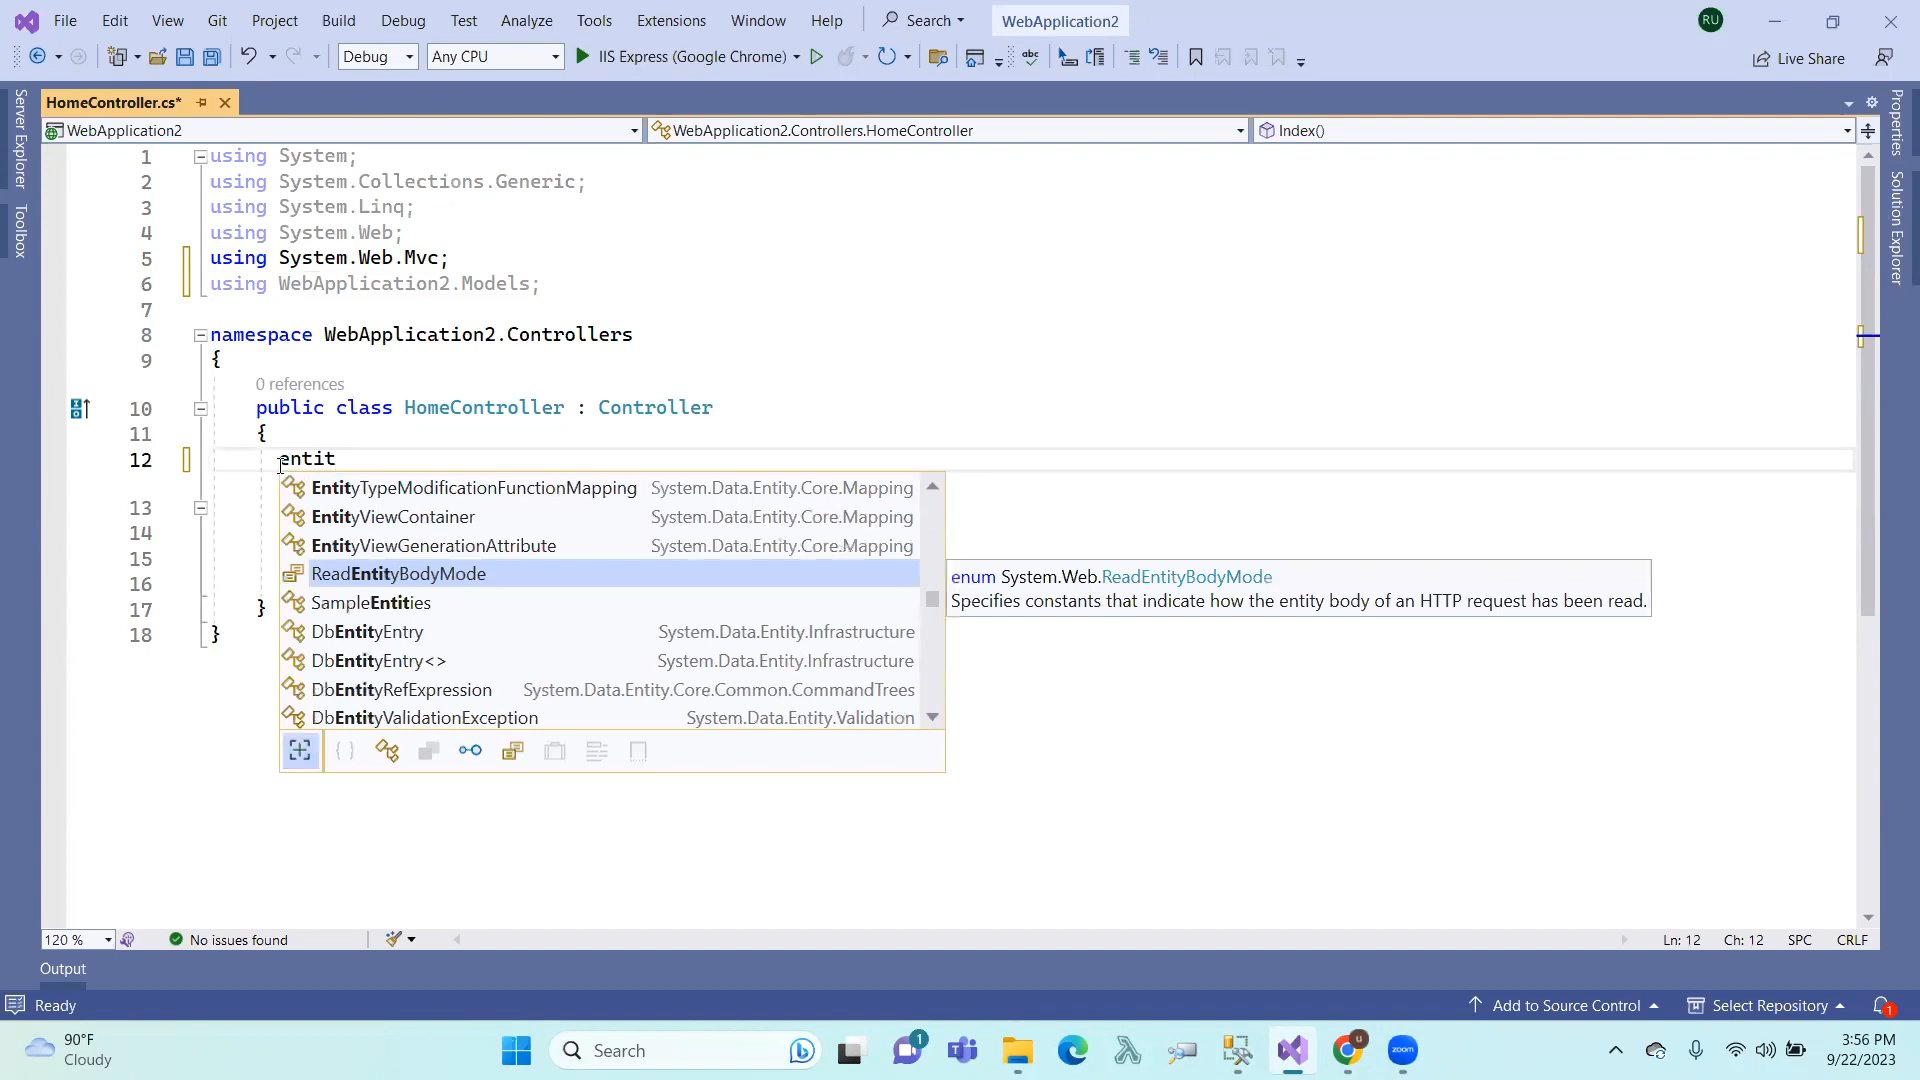 File Edit View Git Project Build Debug Test Analyze Tools Extensions Window Help Search WebApplication2 RU
Debug Any CPU IIS Express (Google Chrome) Live Share
HomeController.cs*
WebApplication2 WebApplication2.Controllers.HomeController Index()
Server Explorer
Toolbox
Properties
Solution Explorer
1 using System;
2 using System.Collections.Generic;
3 using System.Linq;
4 using System.Web;
5 using System.Web.Mvc;
6 using WebApplication2.Models;
7
8 namespace WebApplication2.Controllers
9 {
0 references
10 public class HomeController : Controller
11 {
12 entit
EntityTypeModificationFunctionMapping System.Data.Entity.Core.Mapping
EntityViewContainer System.Data.Entity.Core.Mapping
13
14 EntityViewGenerationAttribute System.Data.Entity.Core.Mapping
15 ReadEntityBodyMode enum System.Web.ReadEntityBodyMode
16 SampleEntities Specifies constants that indicate how the entity body of an HTTP request has been read.
17 }
18 } DbEntityEntry System.Data.Entity.Infrastructure
DbEntityEntry<> System.Data.Entity.Infrastructure
DbEntityRefExpression System.Data.Entity.Core.Common.CommandTrees
DbEntityValidationException System.Data.Entity.Validation
120 % No issues found Ln: 12 Ch: 12 SPC CRLF
Output
Ready Add to Source Control Select Repository 1
90°F
Cloudy
Search 1 zoom
3:56 PM
9/22/2023